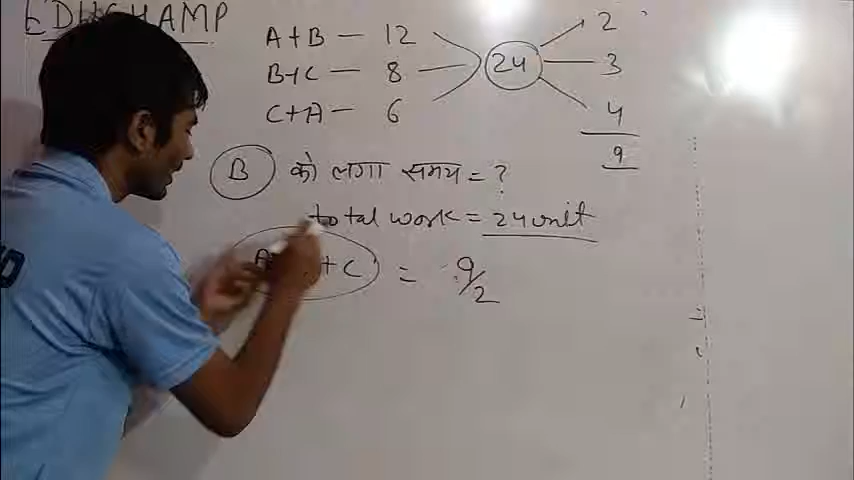 EDUCHAMP
A+B — 12
B+C — 8
C+A — 6
24
2
3
4
9
B को लगा समय = ?
total work = 24 unit
A + C = 9/2